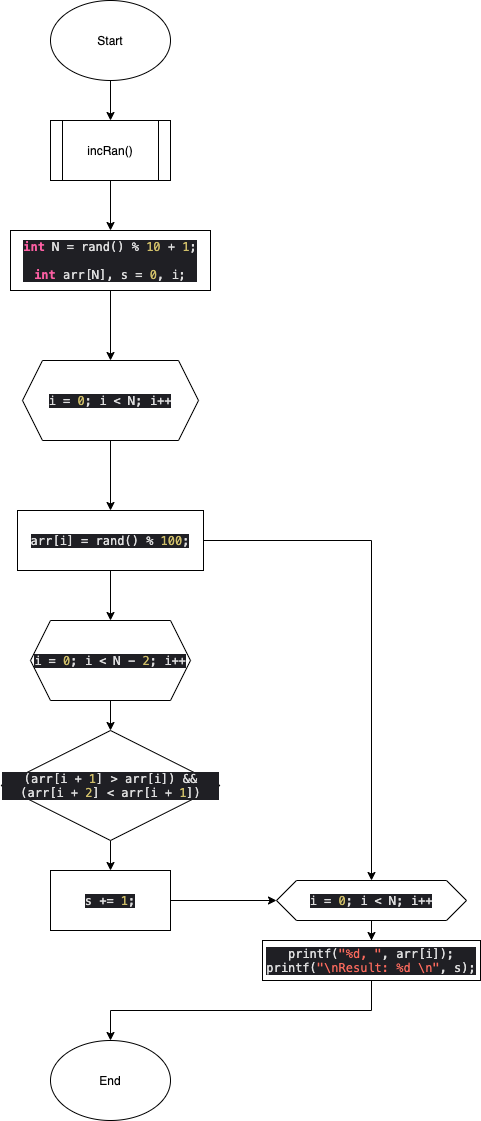 Start
incRan()
int N = rand() % 10 + 1;
int arr[N], s = 0, i;
i = 0; i < N; i++
arr[i] = rand() % 100;
i = 0; i < N - 2; i++
(arr[i + 1] > arr[i]) &&
(arr[i + 2] < arr[i + 1])
s += 1;
i = 0; i < N; i++
printf("%d, ", arr[i]);
printf("\nResult: %d \n", s);
End